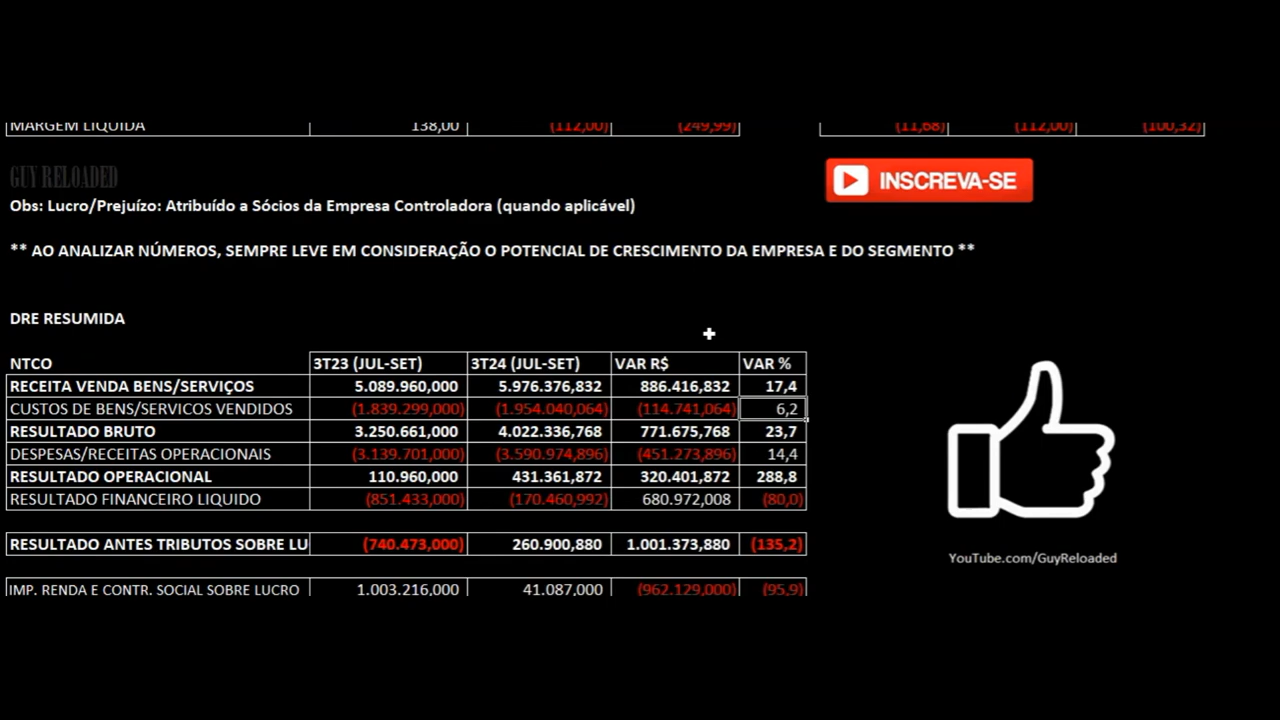 MARGEM LIQUIDA 138,00 (112,00) (249,99) (11,68) (112,00) (100,32)
GUY RELOADED
INSCREVA-SE
Obs: Lucro/Prejuízo: Atribuído a Sócios da Empresa Controladora (quando aplicável)
** AO ANALIZAR NÚMEROS, SEMPRE LEVE EM CONSIDERAÇÃO O POTENCIAL DE CRESCIMENTO DA EMPRESA E DO SEGMENTO **
DRE RESUMIDA
NTCO 3T23 (JUL-SET) 3T24 (JUL-SET) VAR R$ VAR %
RECEITA VENDA BENS/SERVIÇOS 5.089.960,000 5.976.376,832 886.416,832 17,4
CUSTOS DE BENS/SERVICOS VENDIDOS (1.839.299,000) (1.954.040,064) (114.741,064) 6,2
RESULTADO BRUTO 3.250.661,000 4.022.336,768 771.675,768 23,7
DESPESAS/RECEITAS OPERACIONAIS (3.139.701,000) (3.590.974,896) (451.273,896) 14,4
RESULTADO OPERACIONAL 110.960,000 431.361,872 320.401,872 288,8
RESULTADO FINANCEIRO LIQUIDO (851.433,000) (170.460,992) 680.972,008 (80,0)
RESULTADO ANTES TRIBUTOS SOBRE LU (740.473,000) 260.900,880 1.001.373,880 (135,2)
YouTube.com/GuyReloaded
IMP. RENDA E CONTR. SOCIAL SOBRE LUCRO 1.003.216,000 41.087,000 (962.129,000) (95,9)